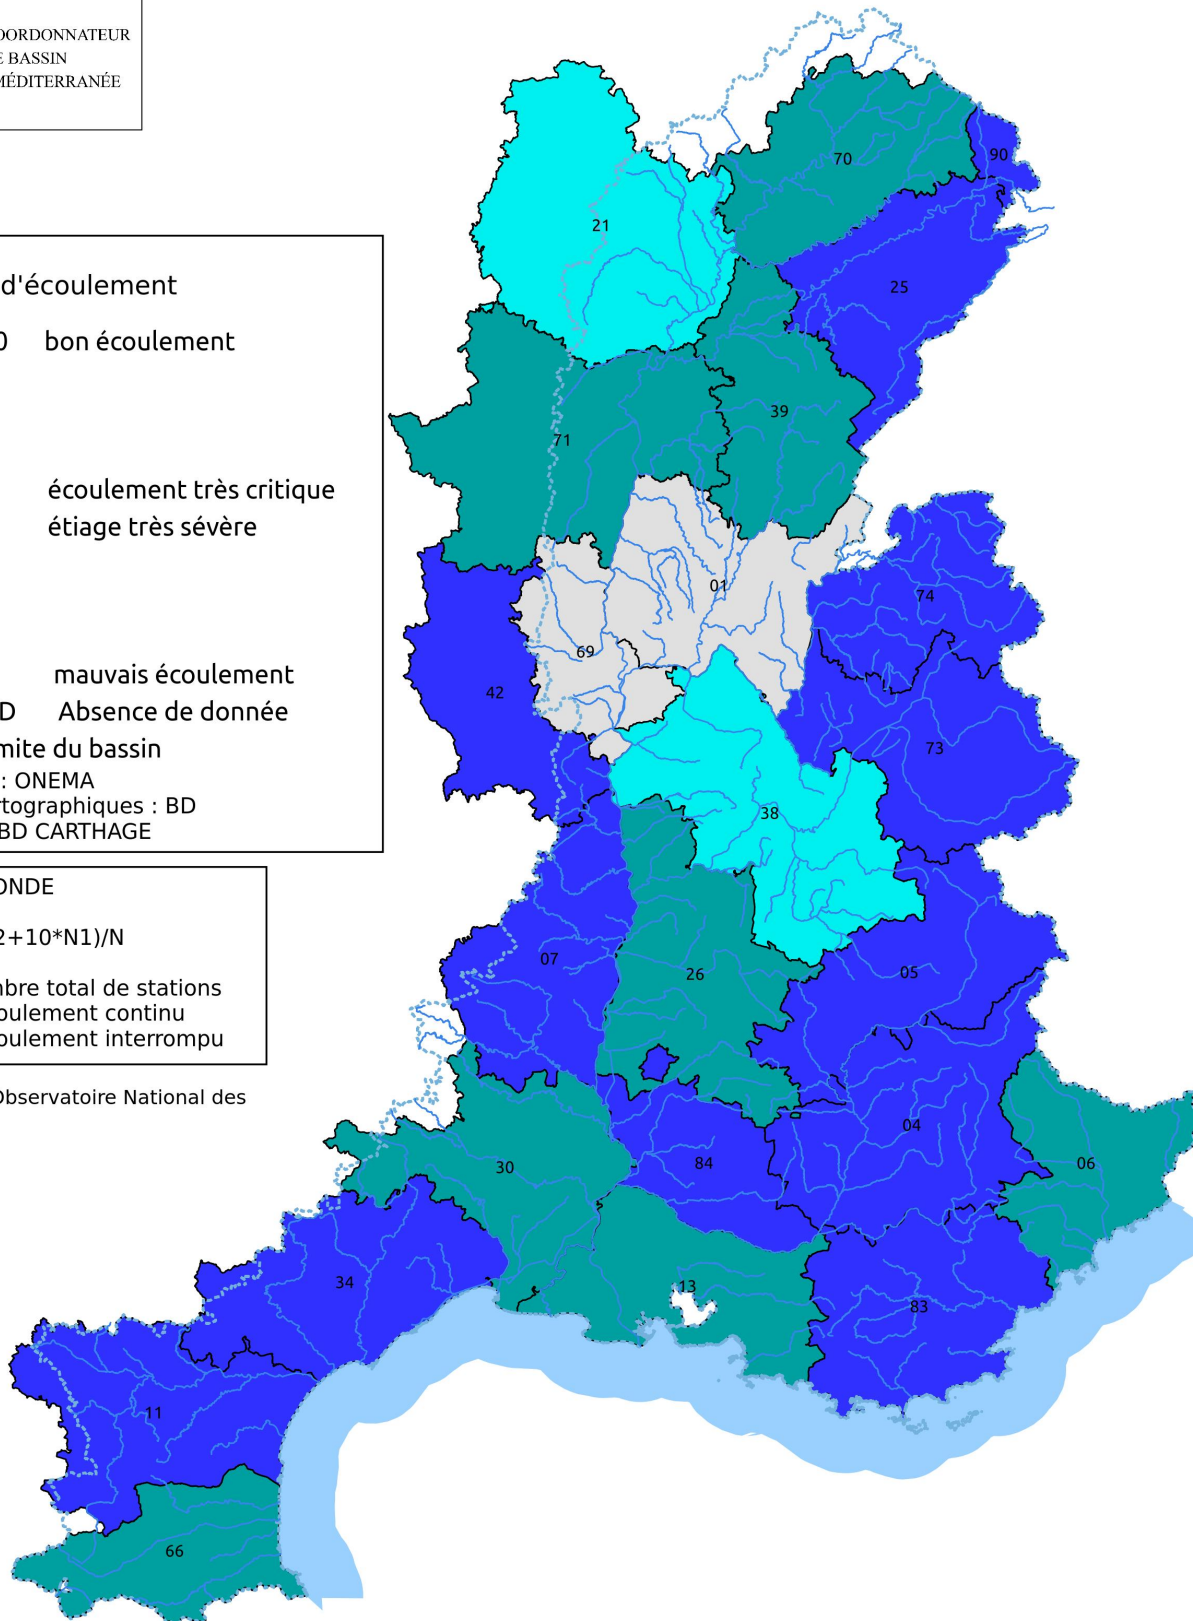 OORDONNATEUR
E BASSIN
MÉDITERRANÉE
d'écoulement
0 bon écoulement
écoulement très critique
étiage très sévère
mauvais écoulement
D Absence de donnée
mite du bassin
: ONEMA
rtographiques : BD
BD CARTHAGE
ONDE
2+10*N1)/N
nbre total de stations
oulement continu
oulement interrompu
Observatoire National des
70
90
21
25
39
71
01
74
69
42
73
38
07
26
05
04
30
84
06
34
13
83
11
66